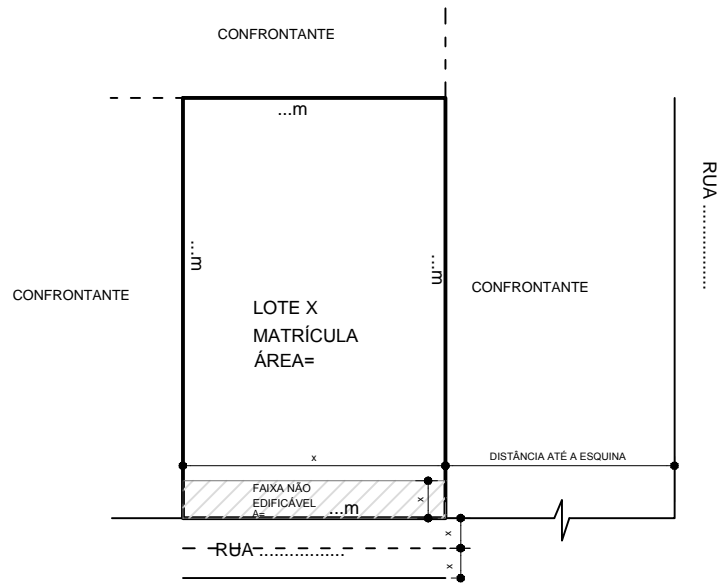 CONFRONTANTE
...m
RUA ..................
...m
...m
CONFRONTANTE
CONFRONTANTE
LOTE X
MATRÍCULA
ÁREA=
x
DISTÂNCIA ATÉ A ESQUINA
FAIXA NÃO
EDIFICÁVEL
A=
...m
x
x
RUA .................
x